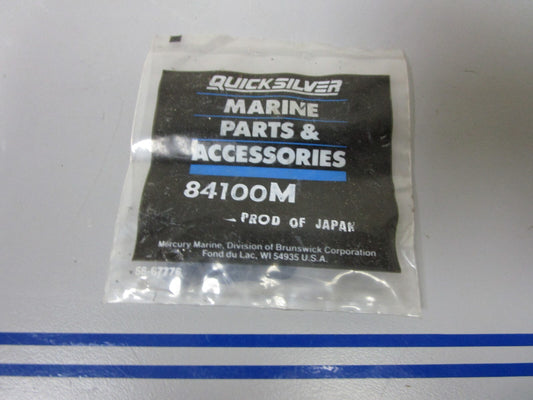 QUICKSILVER
MARINE
PARTS &
ACCESSORIES
84100M
PROD OF JAPAN
Mercury Marine, Division of Brunswick Corporation
Fond du Lac, WI 54935 U.S.A.